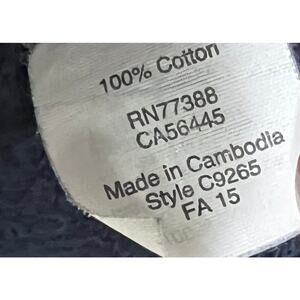 100% Cotton
RN77388
CA56445
Made in Cambodia
Style C9265
FA 15